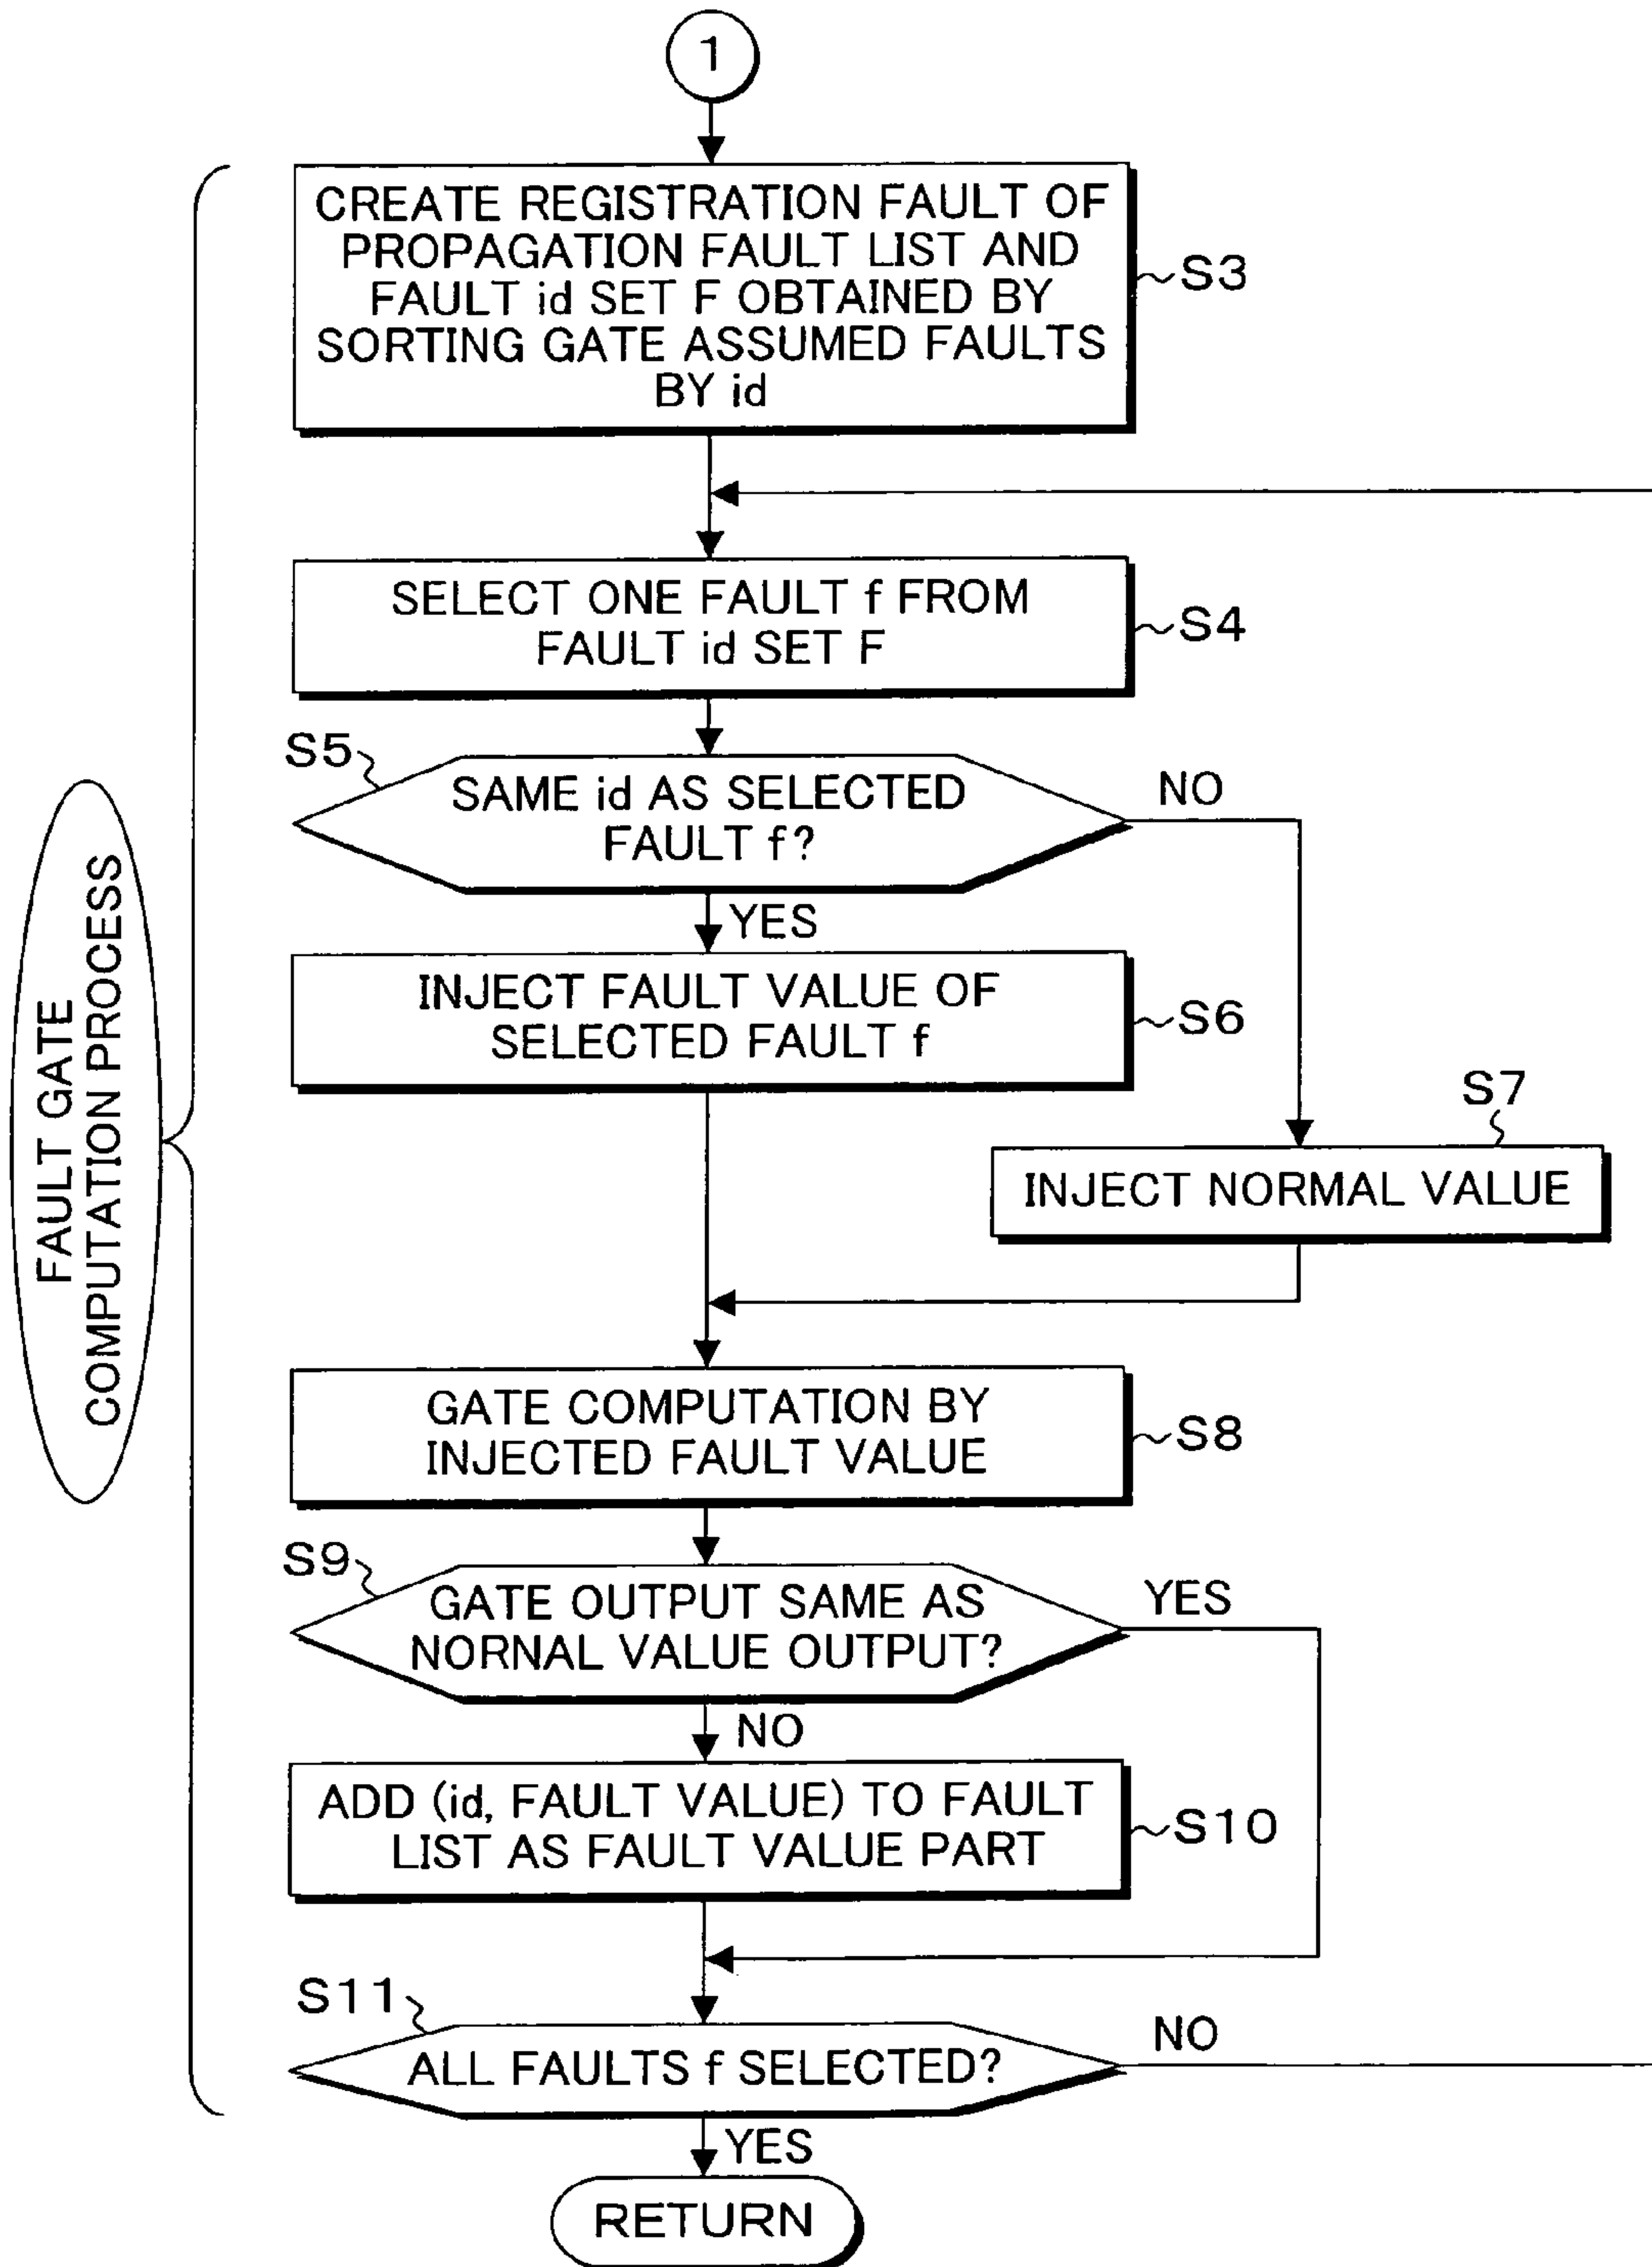 1
CREATE REGISTRATION FAULT OF
PROPAGATION FAULT LIST AND
FAULT id SET F OBTAINED BY
SORTING GATE ASSUMED FAULTS
BY id
S3
SELECT ONE FAULT f FROM
FAULT id SET F
S4
S5
SAME id AS SELECTED
FAULT f?
NO
YES
INJECT FAULT VALUE OF
SELECTED FAULT f
S6
S7
INJECT NORMAL VALUE
FAULT GATE
COMPUTATION PROCESS
GATE COMPUTATION BY
INJECTED FAULT VALUE
S8
S9
GATE OUTPUT SAME AS
NORNAL VALUE OUTPUT?
YES
NO
ADD (id, FAULT VALUE) TO FAULT
LIST AS FAULT VALUE PART
S10
S11
ALL FAULTS f SELECTED?
NO
YES
RETURN